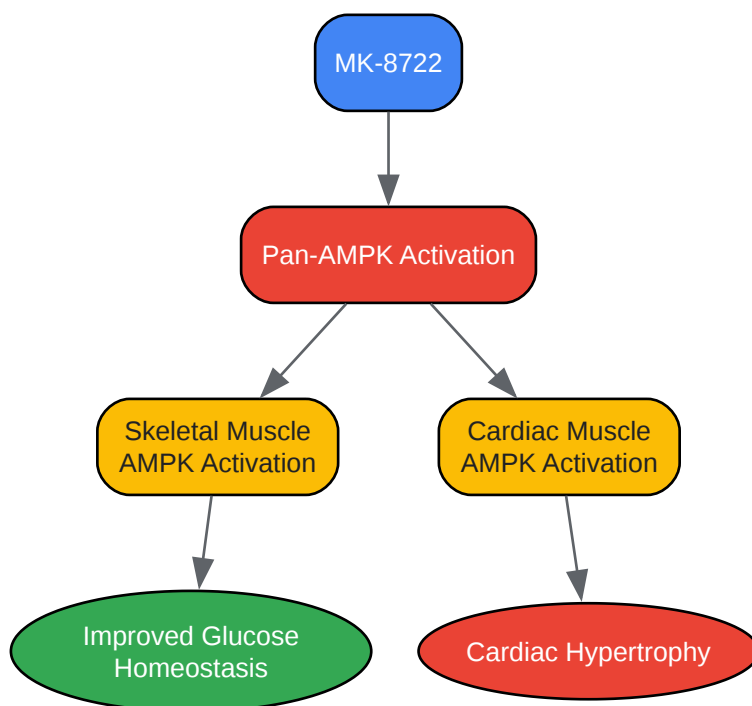 MK-8722
Pan-AMPK Activation
Skeletal Muscle
AMPK Activation
Cardiac Muscle
AMPK Activation
Improved Glucose
Homeostasis
Cardiac Hypertrophy